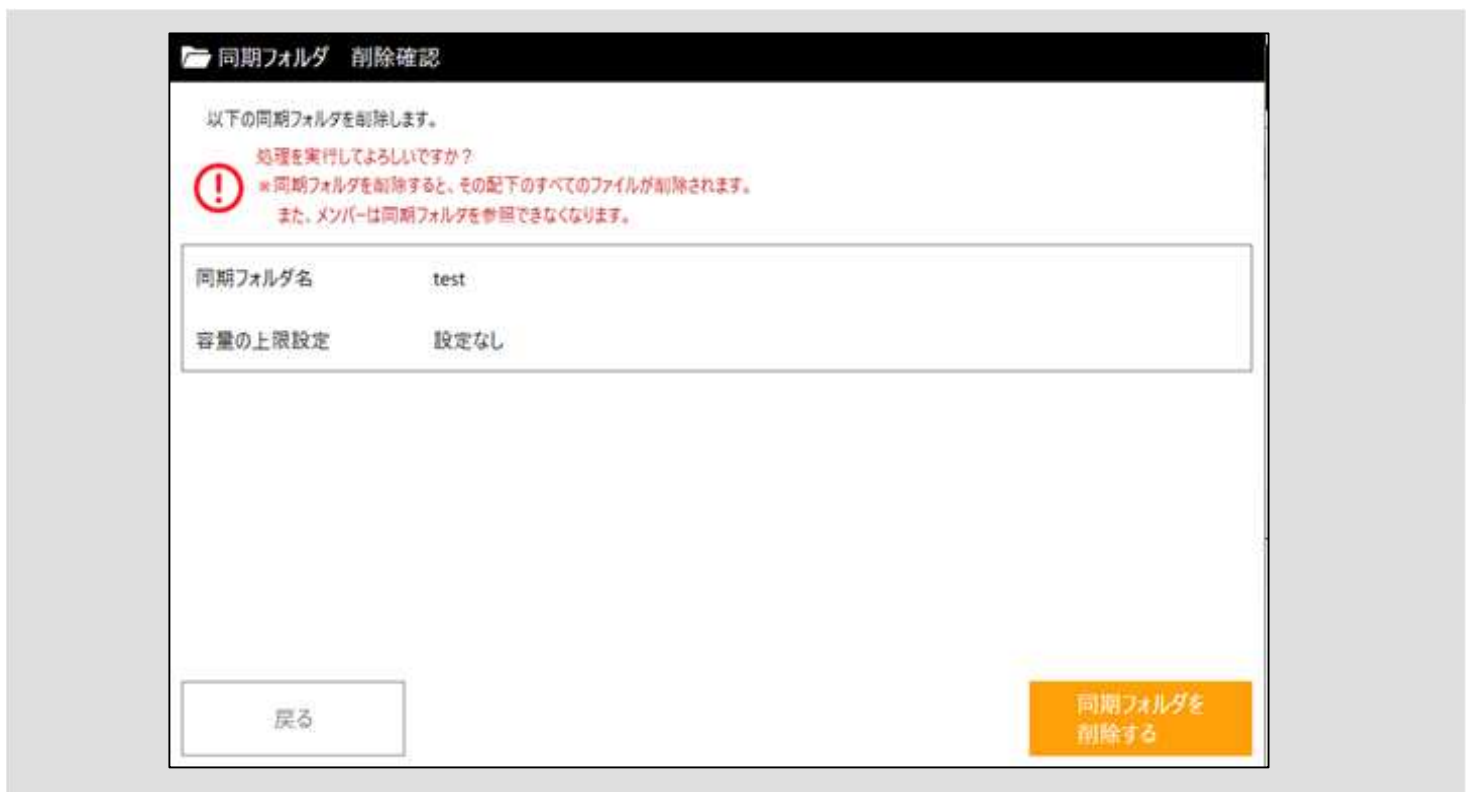 同期フォルダ 削除確認
以下の同期フォルダを削除します。
処理を実行してよろしいですか？
※同期フォルダを削除すると、その配下のすべてのファイルが削除されます。
また、メンバーは同期フォルダを参照できなくなります。
同期フォルダ名 test
容量の上限設定 設定なし
戻る
同期フォルダを
削除する